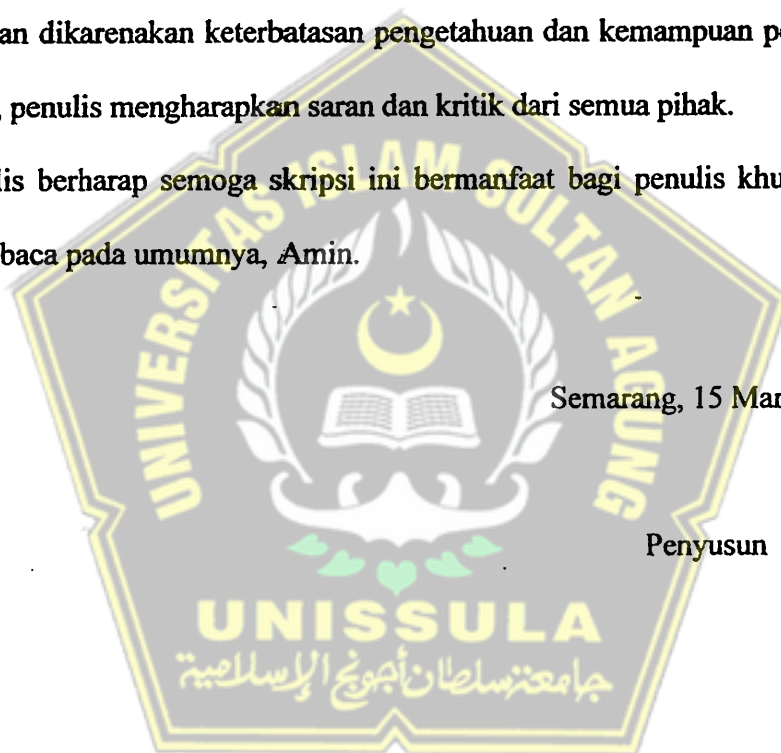 an dikarenakan keterbatasan pengetahuan dan kemampuan
, penulis mengharapkan saran dan kritik dari semua pihak.
lis berharap semoga skripsi ini bermanfaat bagi penulis khu
baca pada umumnya, Amin.
Semarang, 15 Mar
Penyusun
UNIVERSITAS ISLAM SULTAN AGUNG
UNISSULA
جامعة سلطان أجونج الإسلامية